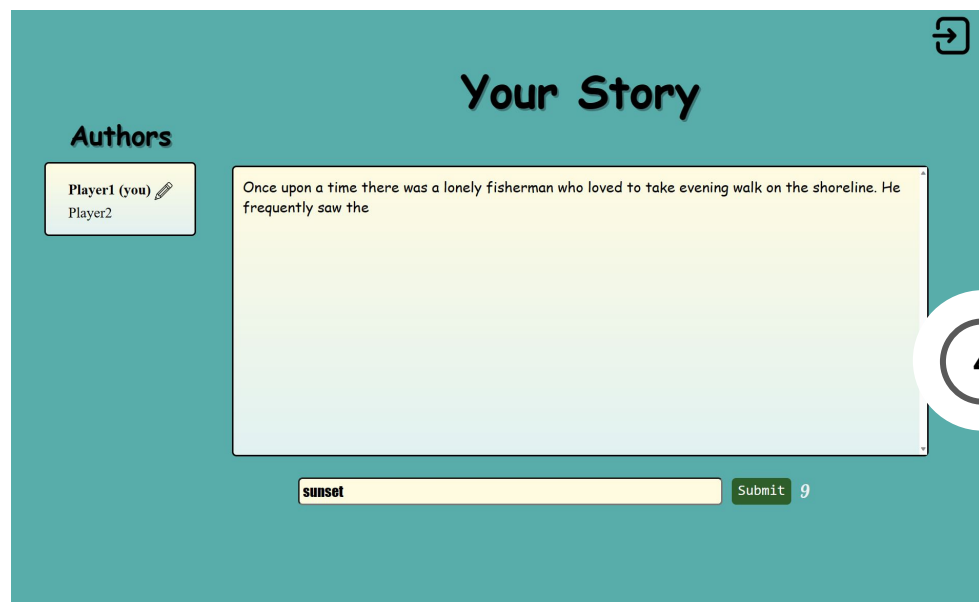 Your Story
Authors
Player1 (you)
Player2
Once upon a time there was a lonely fisherman who loved to take evening walk on the shoreline. He
frequently saw the
sunset
Submit 9